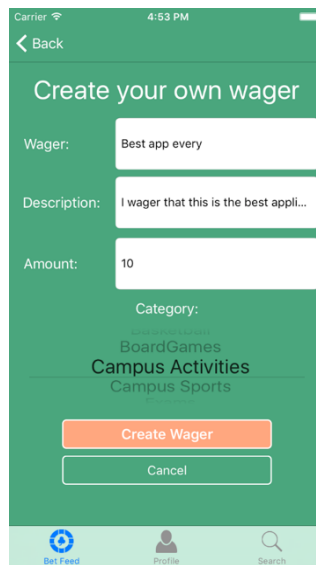 Carrier 4:53 PM
Back
Create your own wager
Wager: Best app every
Description: I wager that this is the best appli...
Amount: 10
Category:
BoardGames
Campus Activities
Campus Sports
Create Wager
Cancel
Bet Feed Profile Search